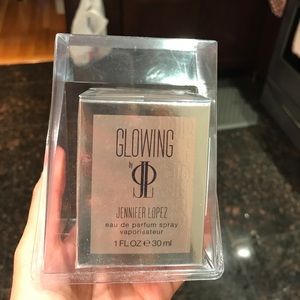 GLOWING
by
JL
JENNIFER LOPEZ
eau de parfum spray
vaporisateur
1 FL OZ ℮ 30 ml